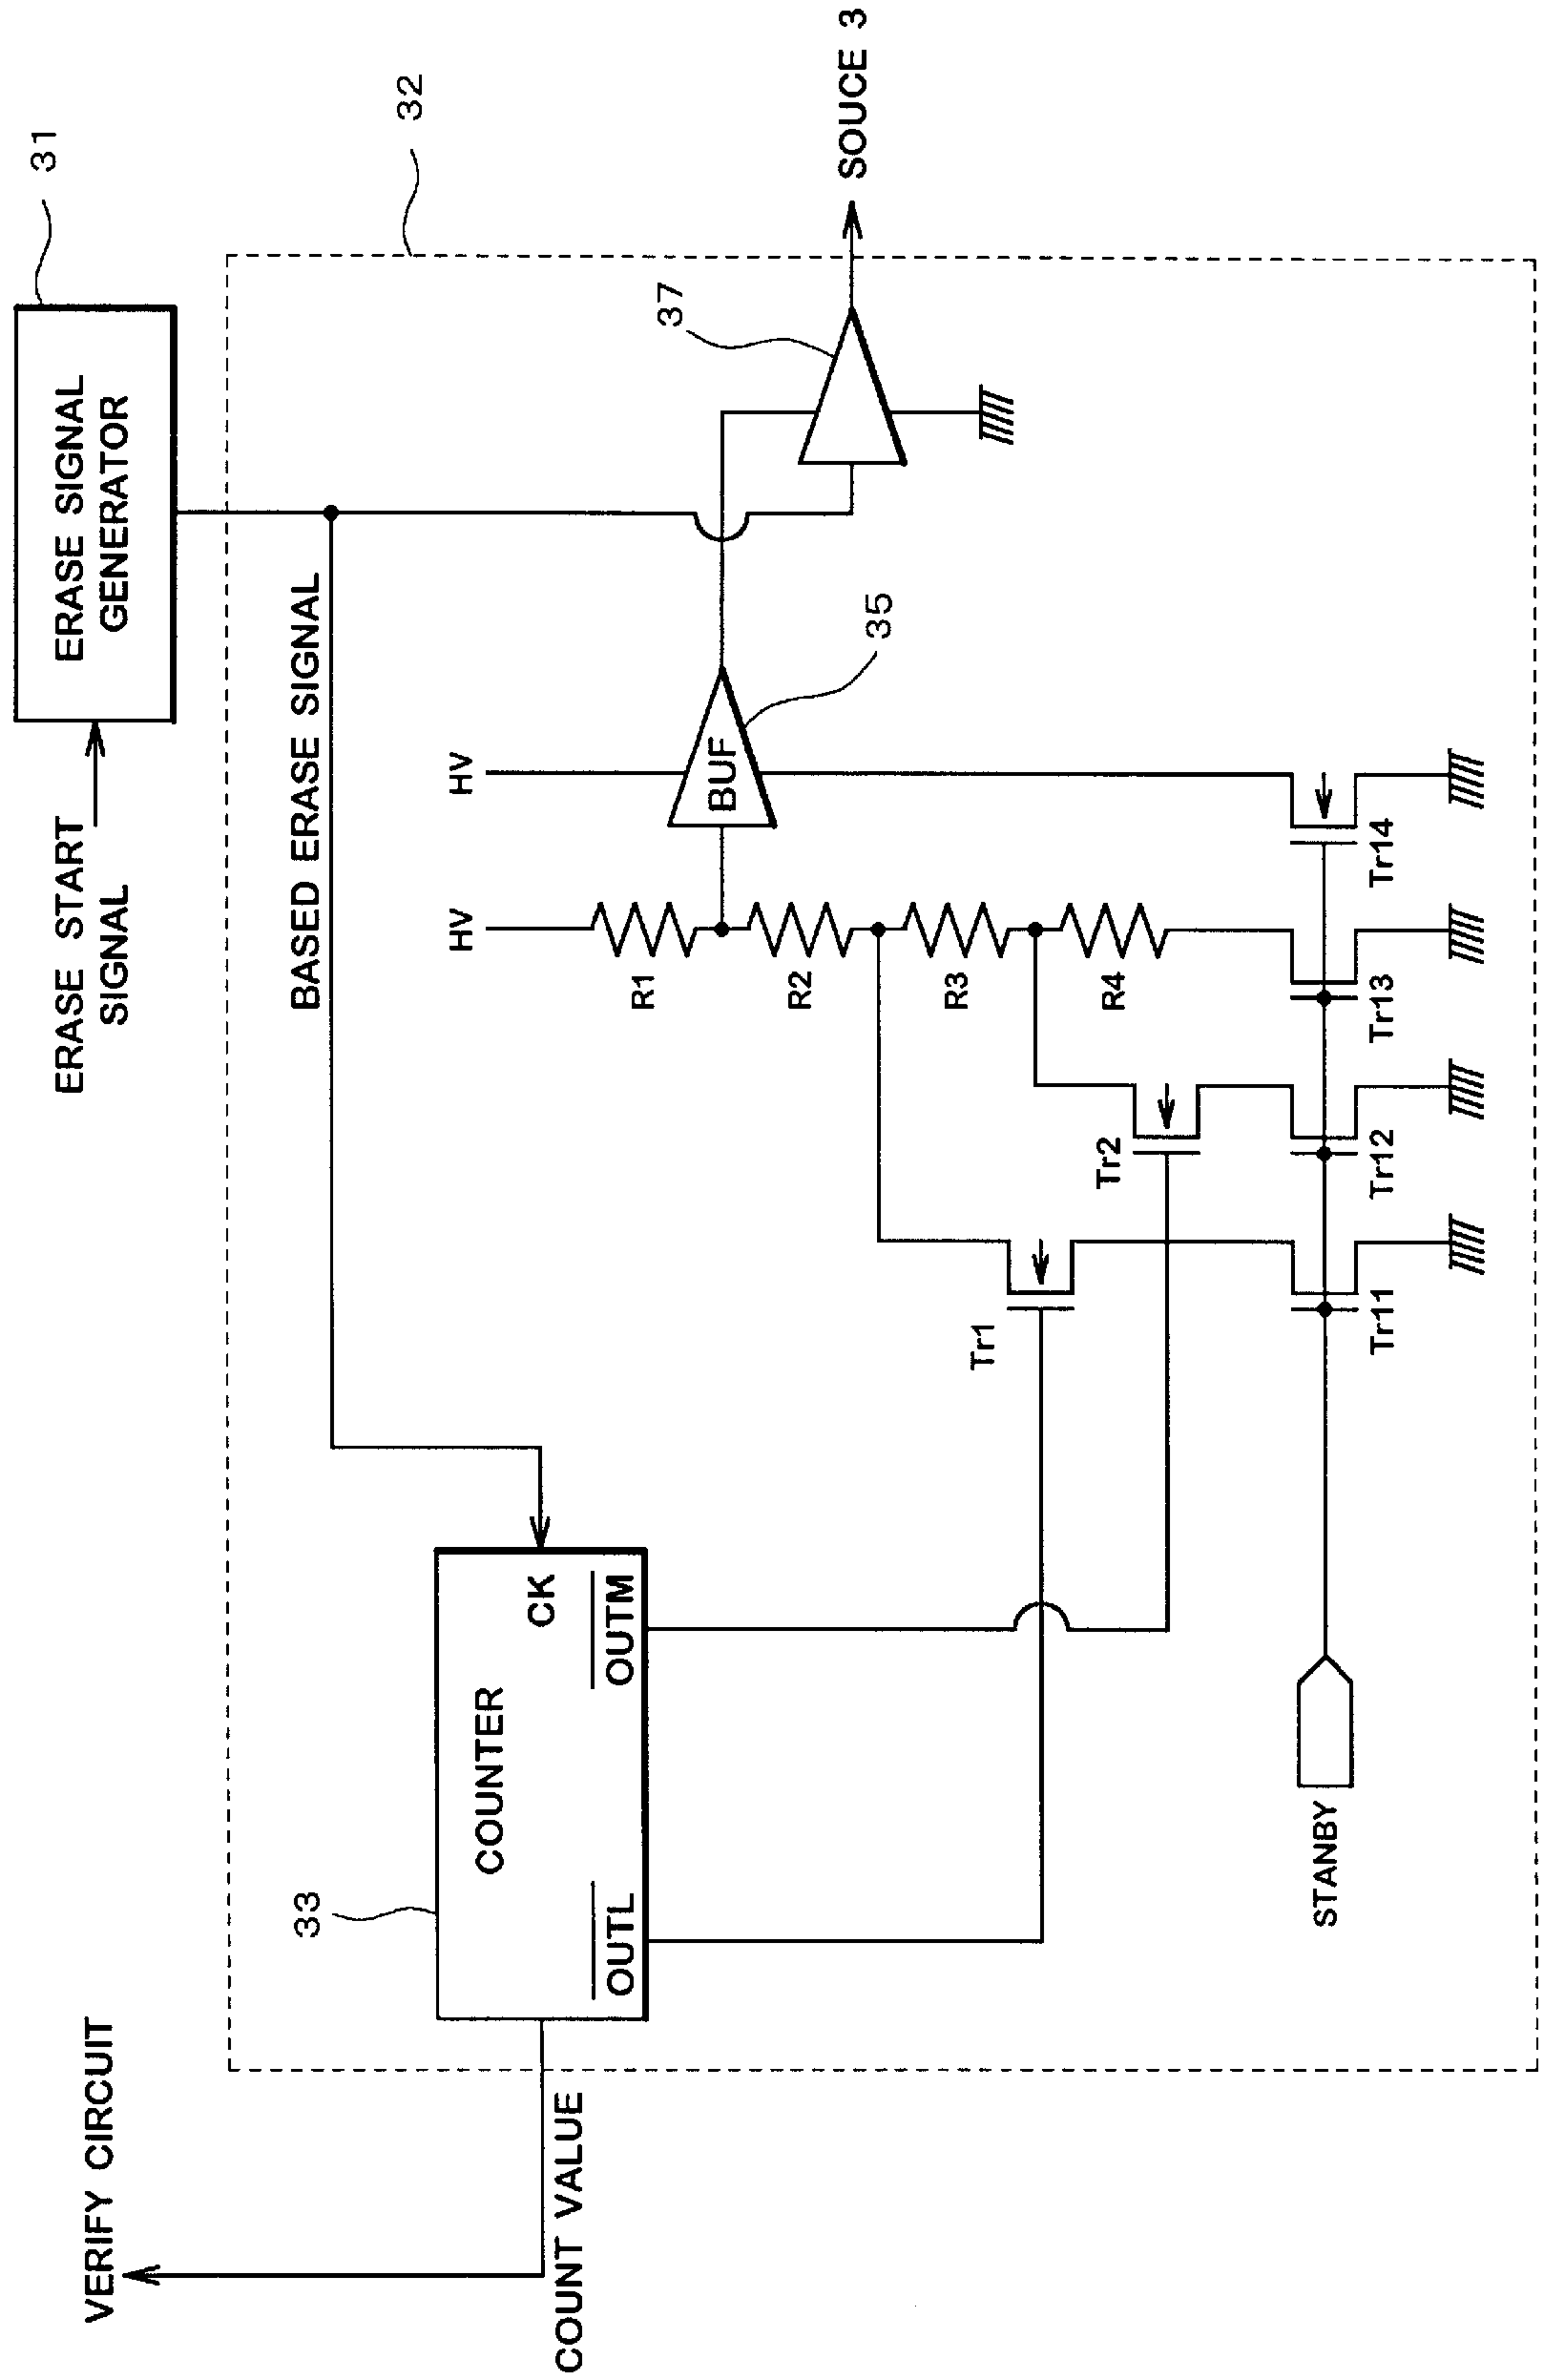 VERIFY CIRCUIT
COUNT VALUE
33
COUNTER
CK
OUTL
OUTM
ERASE START
SIGNAL
ERASE SIGNAL
GENERATOR
31
BASED ERASE SIGNAL
32
HV
HV
R1
R2
R3
R4
BUF
35
37
SOUCE 3
Tr1
Tr2
STANBY
Tr11
Tr12
Tr13
Tr14